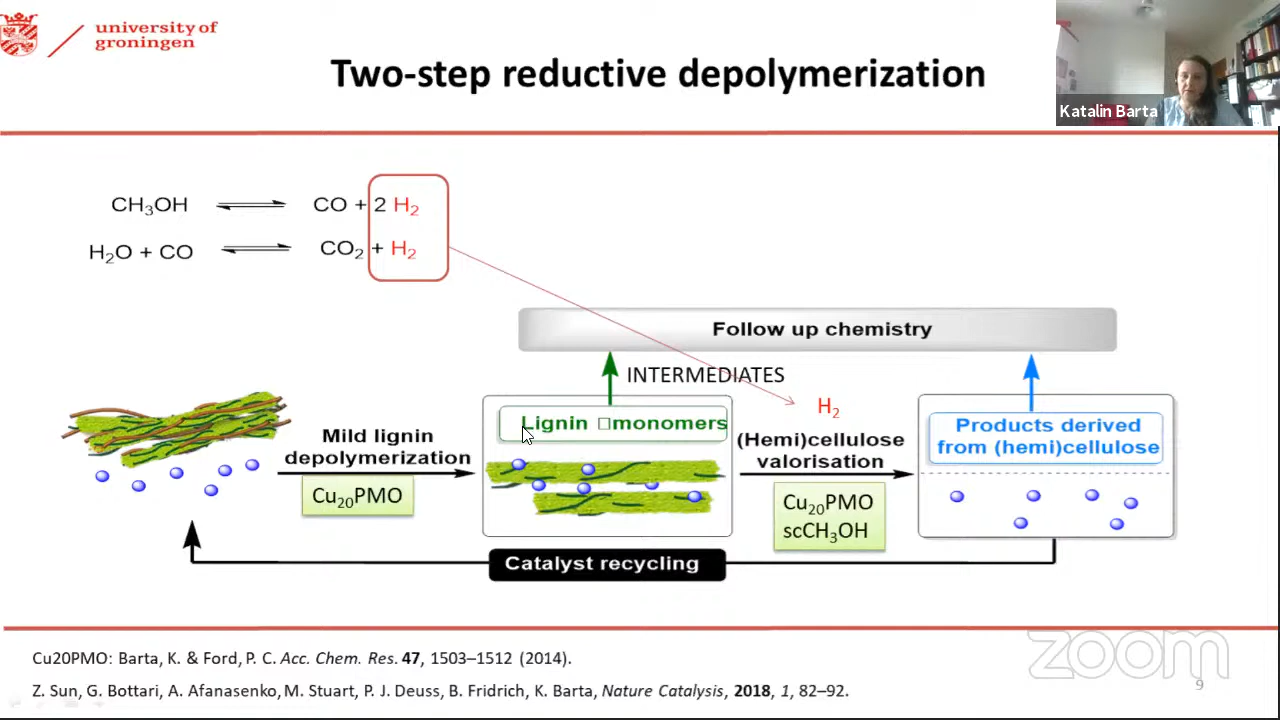 university of
groningen
Two-step reductive depolymerization
Katalin Barta
CH₃OH ⇌ CO + 2 H₂
H₂O + CO ⇌ CO₂ + H₂
Follow up chemistry
INTERMEDIATES
H₂
Mild lignin
depolymerization
Cu₂₀PMO
Lignin □monomers
(Hemi)cellulose
valorisation
Cu₂₀PMO
scCH₃OH
Products derived
from (hemi)cellulose
Catalyst recycling
Cu20PMO: Barta, K. & Ford, P. C. Acc. Chem. Res. 47, 1503–1512 (2014).
Z. Sun, G. Bottari, A. Afanasenko, M. Stuart, P. J. Deuss, B. Fridrich, K. Barta, Nature Catalysis, 2018, 1, 82–92.
zoom
9